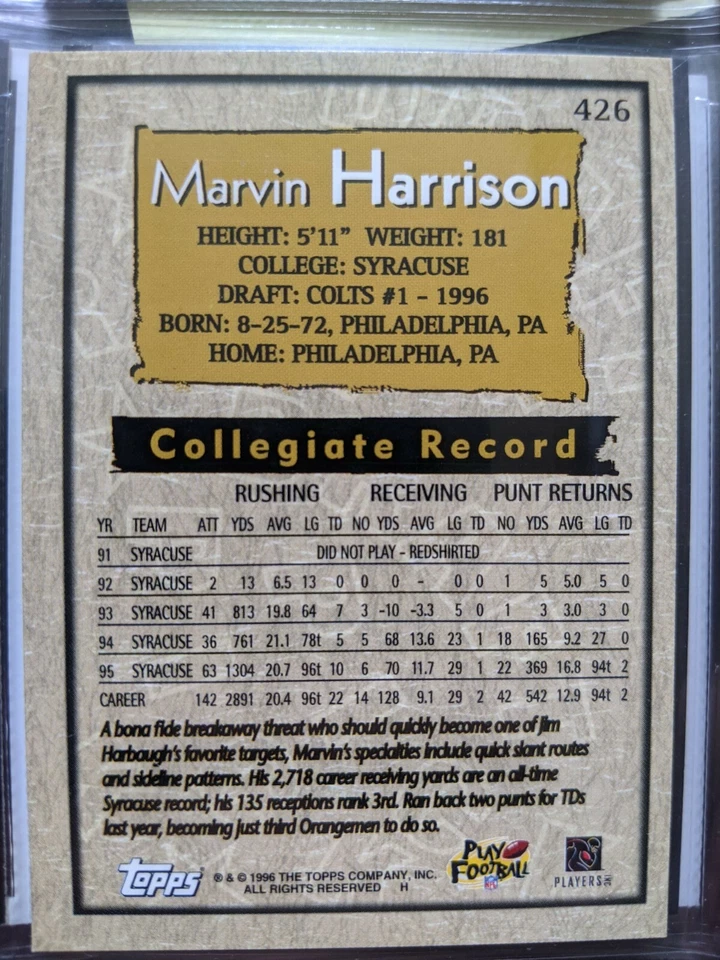 426
Marvin Harrison
HEIGHT: 5'11" WEIGHT: 181
COLLEGE: SYRACUSE
DRAFT: COLTS #1 - 1996
BORN: 8-25-72, PHILADELPHIA, PA
HOME: PHILADELPHIA, PA
Collegiate Record
RUSHING RECEIVING PUNT RETURNS
YR TEAM ATT YDS AVG LG TD NO YDS AVG LG TD NO YDS AVG LG TD
91 SYRACUSE DID NOT PLAY - REDSHIRTED
92 SYRACUSE 2 13 6.5 13 0 0 0 - 0 0 1 5 5.0 5 0
93 SYRACUSE 41 813 19.8 64 7 3 -10 -3.3 5 0 1 3 3.0 3 0
94 SYRACUSE 36 761 21.1 78t 5 5 68 13.6 23 1 18 165 9.2 27 0
95 SYRACUSE 63 1304 20.7 96t 10 6 70 11.7 29 1 22 369 16.8 94t 2
CAREER 142 2891 20.4 96t 22 14 128 9.1 29 2 42 542 12.9 94t 2
A bona fide breakaway threat who should quickly become one of Jim
Harbaugh's favorite targets, Marvin's specialties include quick slant routes
and sideline patterns. His 2,718 career receiving yards are an all-time
Syracuse record; his 135 receptions rank 3rd. Ran back two punts for TDs
last year, becoming just third Orangemen to do so.
Topps
® & © 1996 THE TOPPS COMPANY, INC.
ALL RIGHTS RESERVED H
PLAY FOOTBALL
NFL
PLAYERS INC